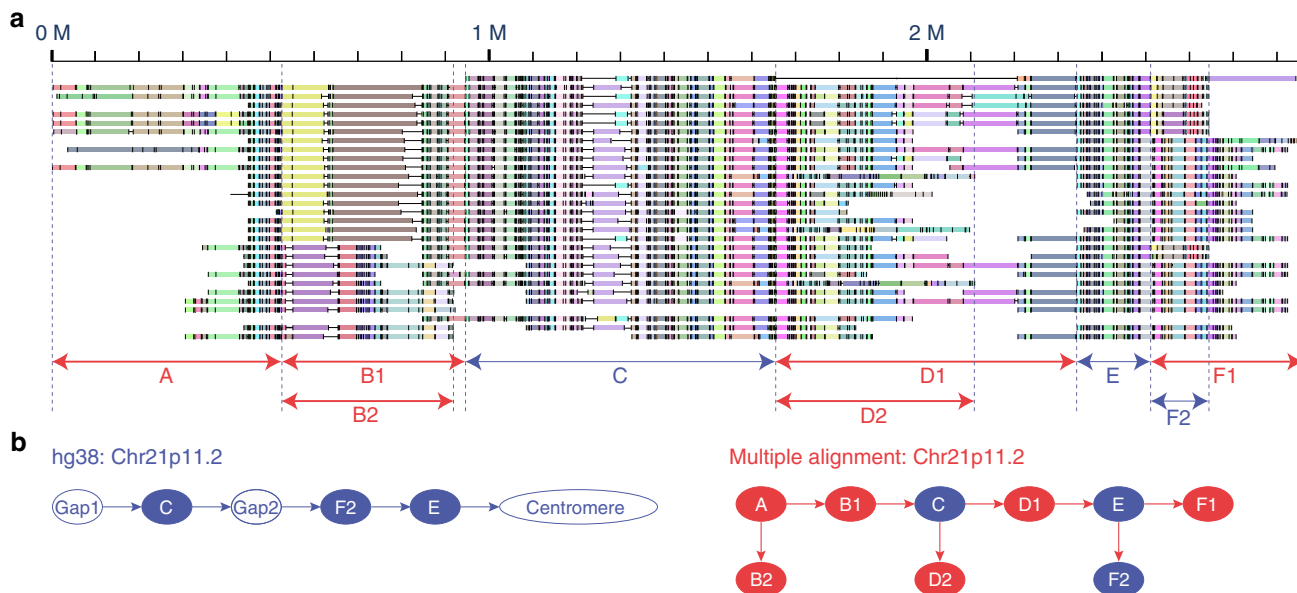 a
0 M 1 M 2 M
A B1 C D1 E F1
B2 D2 F2
b
hg38: Chr21p11.2
Multiple alignment: Chr21p11.2
Gap1 C Gap2 F2 E Centromere
A B1 C D1 E F1
B2 D2 F2